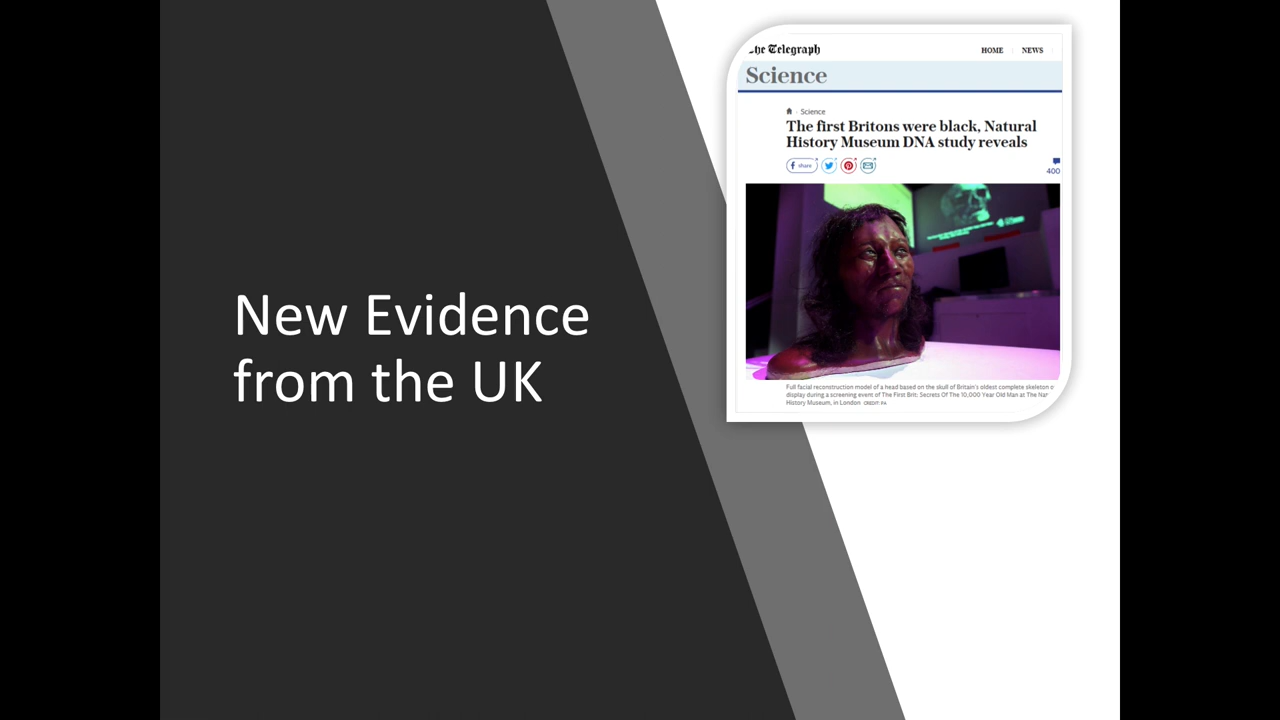 New Evidence
from the UK
The Telegraph
HOME NEWS
Science
Science
The first Britons were black, Natural
History Museum DNA study reveals
share
400
Full facial reconstruction model of a head based on the skull of Britain's oldest complete skeleton o
display during a screening event of The First Brit: Secrets Of The 10,000 Year Old Man at The Nat
History Museum, in London CREDIT: PA